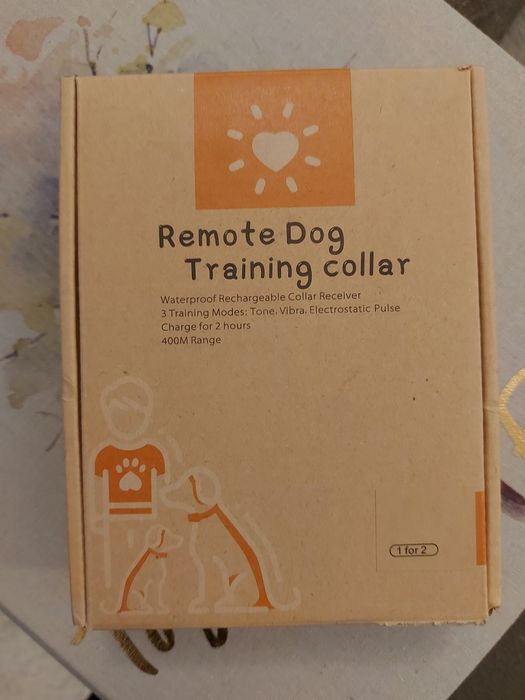 Remote Dog
Training collar
Waterproof Rechargeable Collar Receiver
3 Training Modes: Tone, Vibra, Electrostatic Pulse
Charge for 2 hours
400M Range
1 for 2